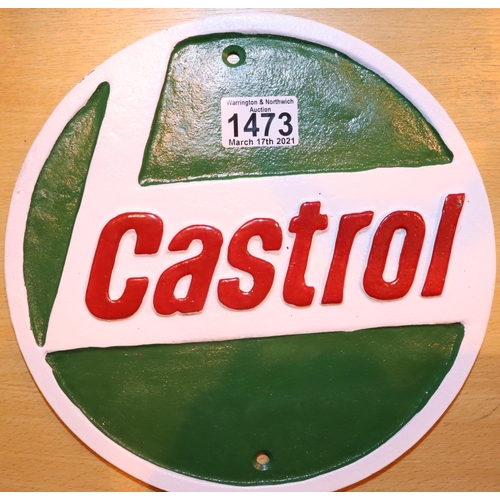 Warrington & Northwich
Auction
1473
March 17th 2021
Castrol